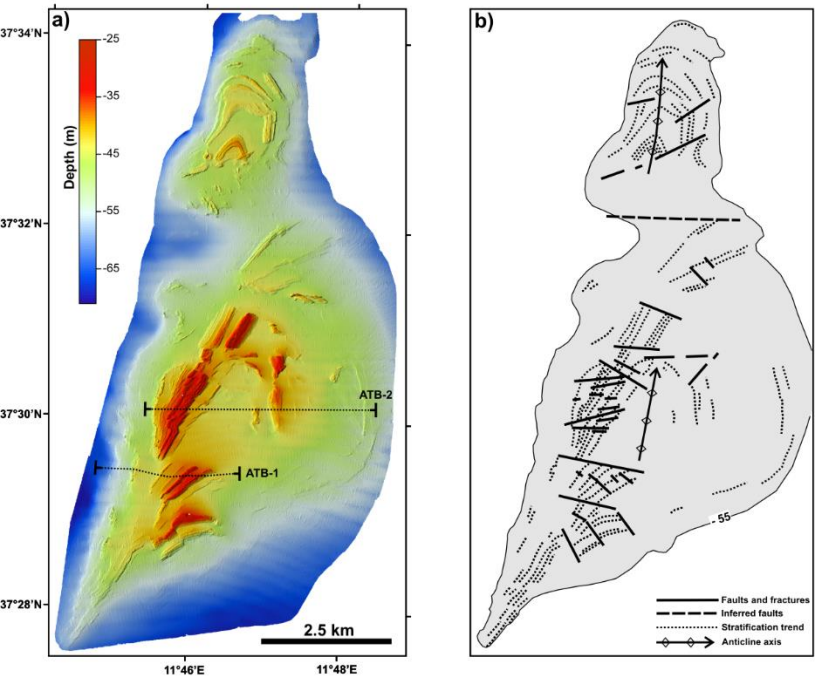 a)
b)
37°34'N
37°32'N
37°30'N
37°28'N
-25
-35
-45
-55
-65
Depth (m)
ATB-2
ATB-1
2.5 km
11°46'E
11°48'E
- 55
Faults and fractures
Inferred faults
Stratification trend
Anticline axis